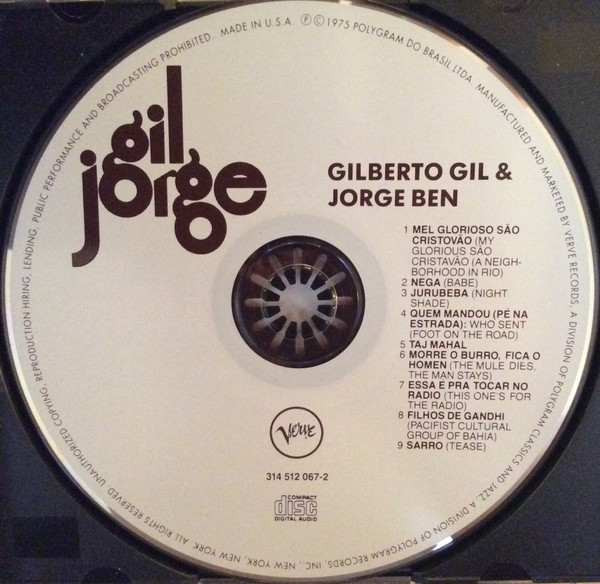 UNAUTHORIZED COPYING, REPRODUCTION HIRING, LENDING, PUBLIC PERFORMANCE AND BROADCASTING PROHIBITED. MADE IN U.S.A. Ⓟ©1975 POLYGRAM DO BRASIL LTDA. MANUFACTURED AND MARKETED BY VERVE RECORDS, A DIVISION OF POLYGRAM CLASSICS AND JAZZ, A DIVISION OF POLYGRAM RECORDS, INC., NEW YORK, NEW YORK. ALL RIGHTS RESERVED.
gil
jorge
GILBERTO GIL &
JORGE BEN
1 MEL GLORIOSO SÃO
CRISTOVÃO (MY
GLORIOUS SÃO
CRISTAVÃO (A NEIGH-
BORHOOD IN RIO)
2 NEGA (BABE)
3 JURUBEBA (NIGHT
SHADE)
4 QUEM MANDOU (PÉ NA
ESTRADA): WHO SENT
(FOOT ON THE ROAD)
5 TAJ MAHAL
6 MORRE O BURRO, FICA O
HOMEN (THE MULE DIES,
THE MAN STAYS)
7 ESSA É PRA TOCAR NO
RADIO (THIS ONE'S FOR
THE RADIO)
8 FILHOS DE GANDHI
(PACIFIST CULTURAL
GROUP OF BAHIA)
9 SARRO (TEASE)
VERVE
314 512 067-2
COMPACT
disc
DIGITAL AUDIO